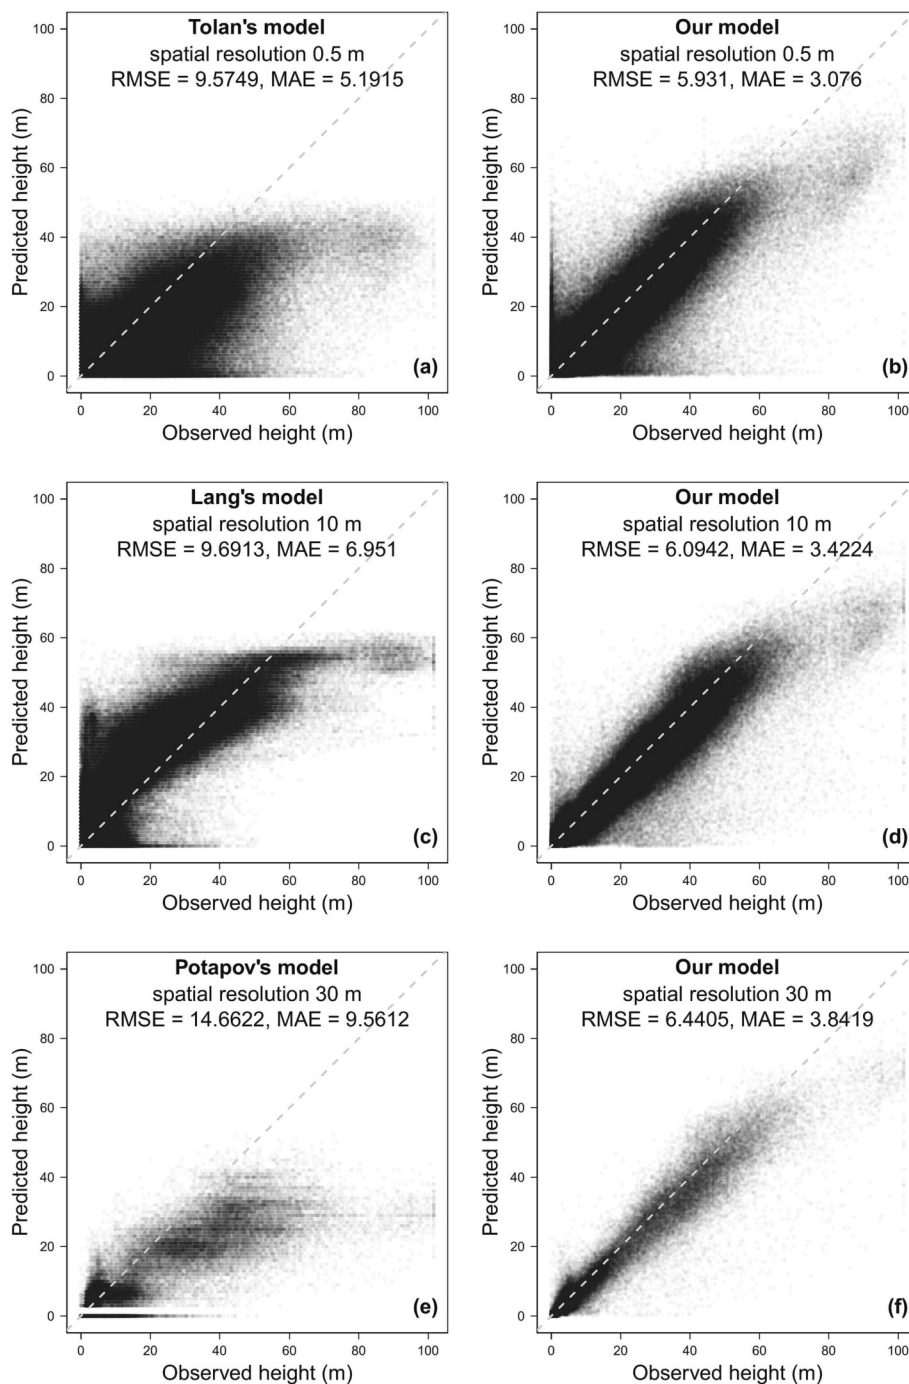 Tolan's model
spatial resolution 0.5 m
RMSE = 9.5749, MAE = 5.1915
100
80
60
40
20
0
Predicted height (m)
(a)
0 20 40 60 80 100
Observed height (m)
Our model
spatial resolution 0.5 m
RMSE = 5.931, MAE = 3.076
100
80
60
40
20
0
Predicted height (m)
(b)
0 20 40 60 80 100
Observed height (m)
Lang's model
spatial resolution 10 m
RMSE = 9.6913, MAE = 6.951
100
80
60
40
20
0
Predicted height (m)
(c)
0 20 40 60 80 100
Observed height (m)
Our model
spatial resolution 10 m
RMSE = 6.0942, MAE = 3.4224
100
80
60
40
20
0
Predicted height (m)
(d)
0 20 40 60 80 100
Observed height (m)
Potapov's model
spatial resolution 30 m
RMSE = 14.6622, MAE = 9.5612
100
80
60
40
20
0
Predicted height (m)
(e)
0 20 40 60 80 100
Observed height (m)
Our model
spatial resolution 30 m
RMSE = 6.4405, MAE = 3.8419
100
80
60
40
20
0
Predicted height (m)
(f)
0 20 40 60 80 100
Observed height (m)